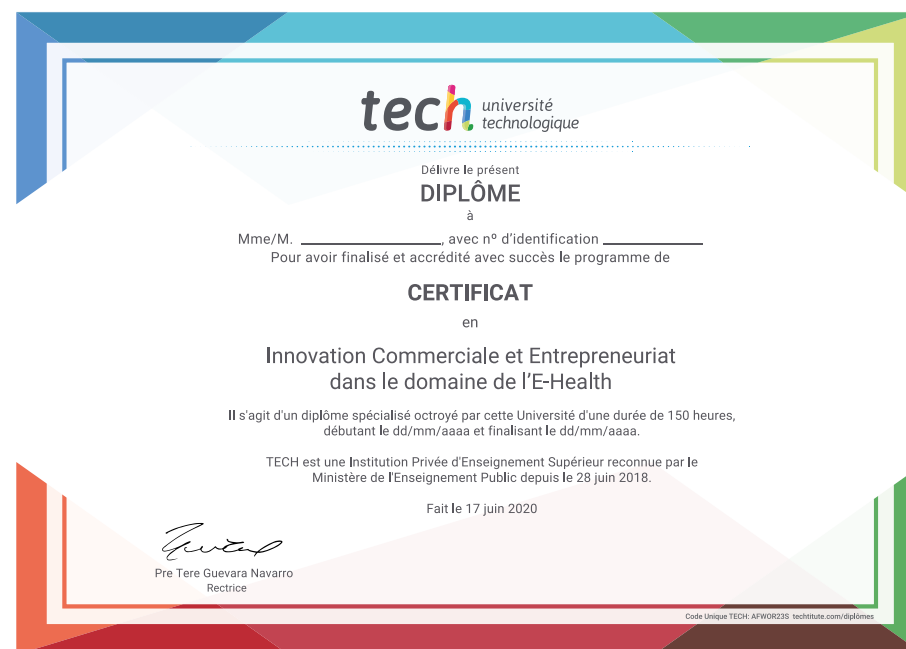 tech université
technologique
Délivre le présent
DIPLÔME
à
Mme/M. ____________________, avec nº d'identification ______________
Pour avoir finalisé et accrédité avec succès le programme de
CERTIFICAT
en
Innovation Commerciale et Entrepreneuriat
dans le domaine de l'E-Health
Il s'agit d'un diplôme spécialisé octroyé par cette Université d'une durée de 150 heures,
débutant le dd/mm/aaaa et finalisant le dd/mm/aaaa.
TECH est une Institution Privée d'Enseignement Supérieur reconnue par le
Ministère de l'Enseignement Public depuis le 28 juin 2018.
Fait le 17 juin 2020
Pre Tere Guevara Navarro
Rectrice
Code Unique TECH: AFWOR23S techtitute.com/diplômes